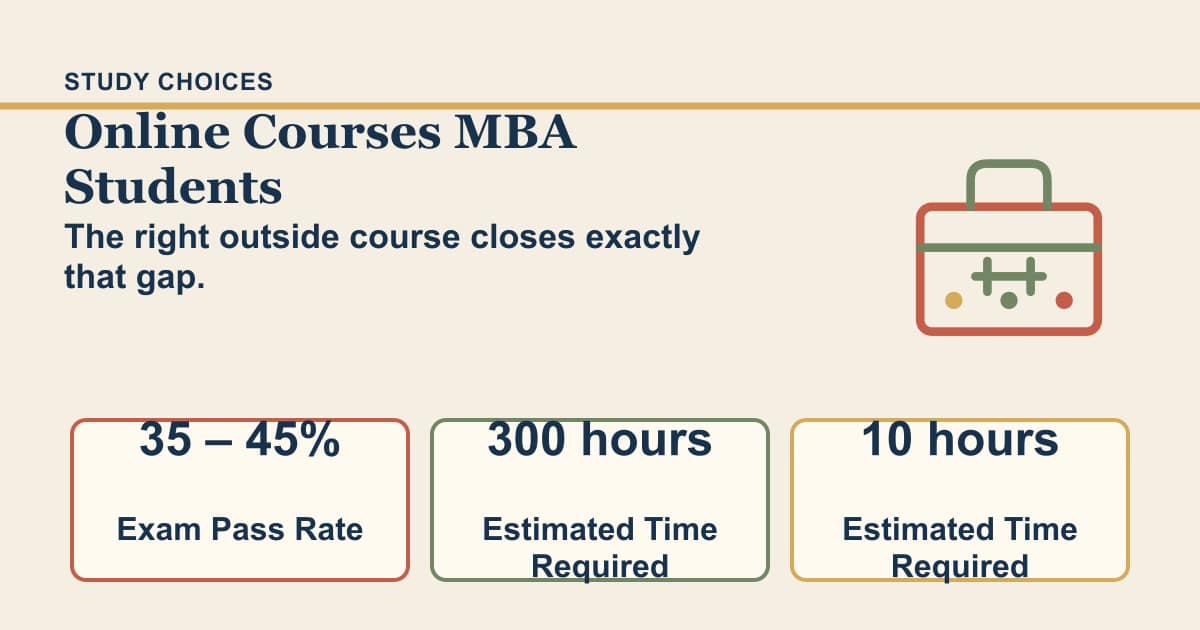 STUDY CHOICES
Online Courses MBA
Students
The right outside course closes exactly
that gap.
35 – 45%
Exam Pass Rate
300 hours
Estimated Time
Required
10 hours
Estimated Time
Required